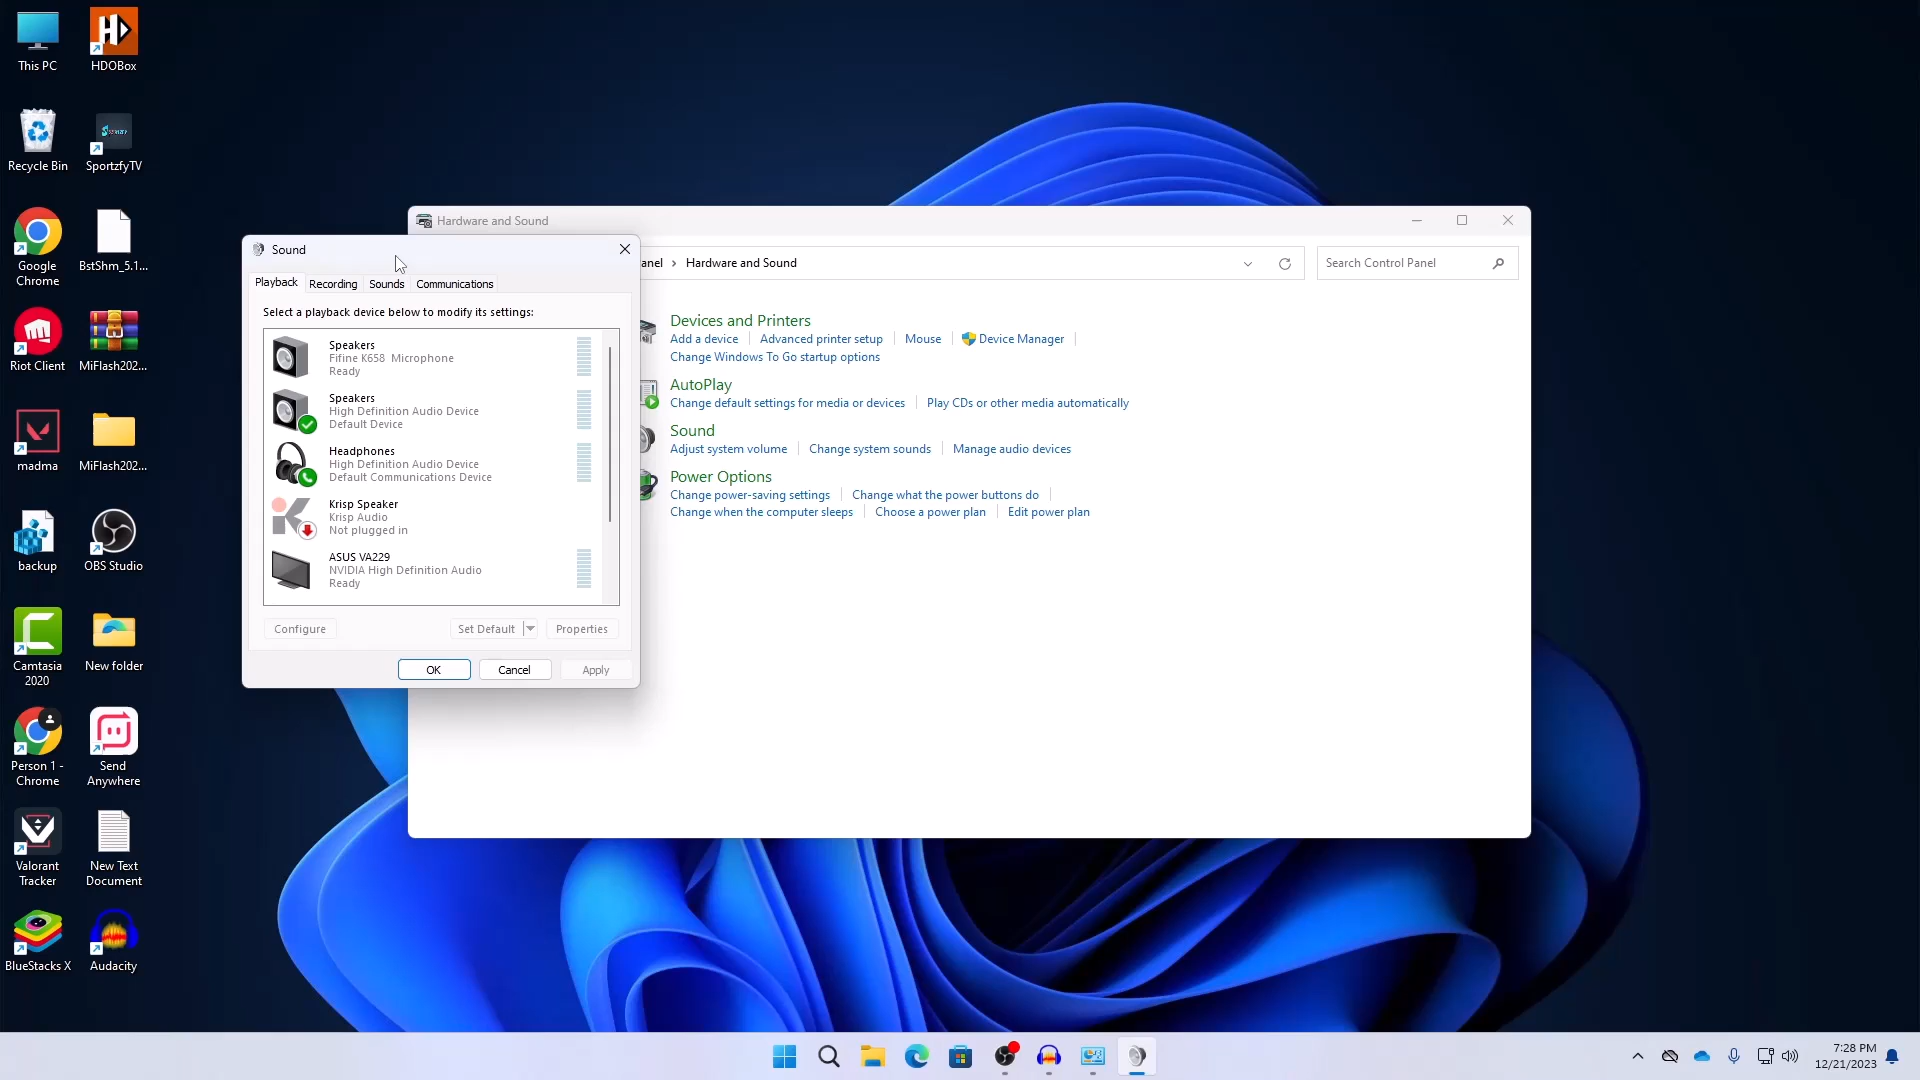 This PC
HDOBox
Recycle Bin
SportzfyTV
Google
Chrome
BstShm_5.1...
Riot Client
MiFlash202...
madma
MiFlash202...
backup
OBS Studio
Camtasia
2020
New folder
Person 1 -
Chrome
Send
Anywhere
Valorant
Tracker
New Text
Document
BlueStacks X
Audacity
Hardware and Sound
anel > Hardware and Sound
Search Control Panel
Devices and Printers
Add a device
Advanced printer setup
Mouse
Device Manager
Change Windows To Go startup options
AutoPlay
Change default settings for media or devices
Play CDs or other media automatically
Sound
Adjust system volume
Change system sounds
Manage audio devices
Power Options
Change power-saving settings
Change what the power buttons do
Change when the computer sleeps
Choose a power plan
Edit power plan
Sound
Playback
Recording
Sounds
Communications
Select a playback device below to modify its settings:
Speakers
Fifine K658 Microphone
Ready
Speakers
High Definition Audio Device
Default Device
Headphones
High Definition Audio Device
Default Communications Device
Krisp Speaker
Krisp Audio
Not plugged in
ASUS VA229
NVIDIA High Definition Audio
Ready
Configure
Set Default
Properties
OK
Cancel
Apply
7:28 PM
12/21/2023